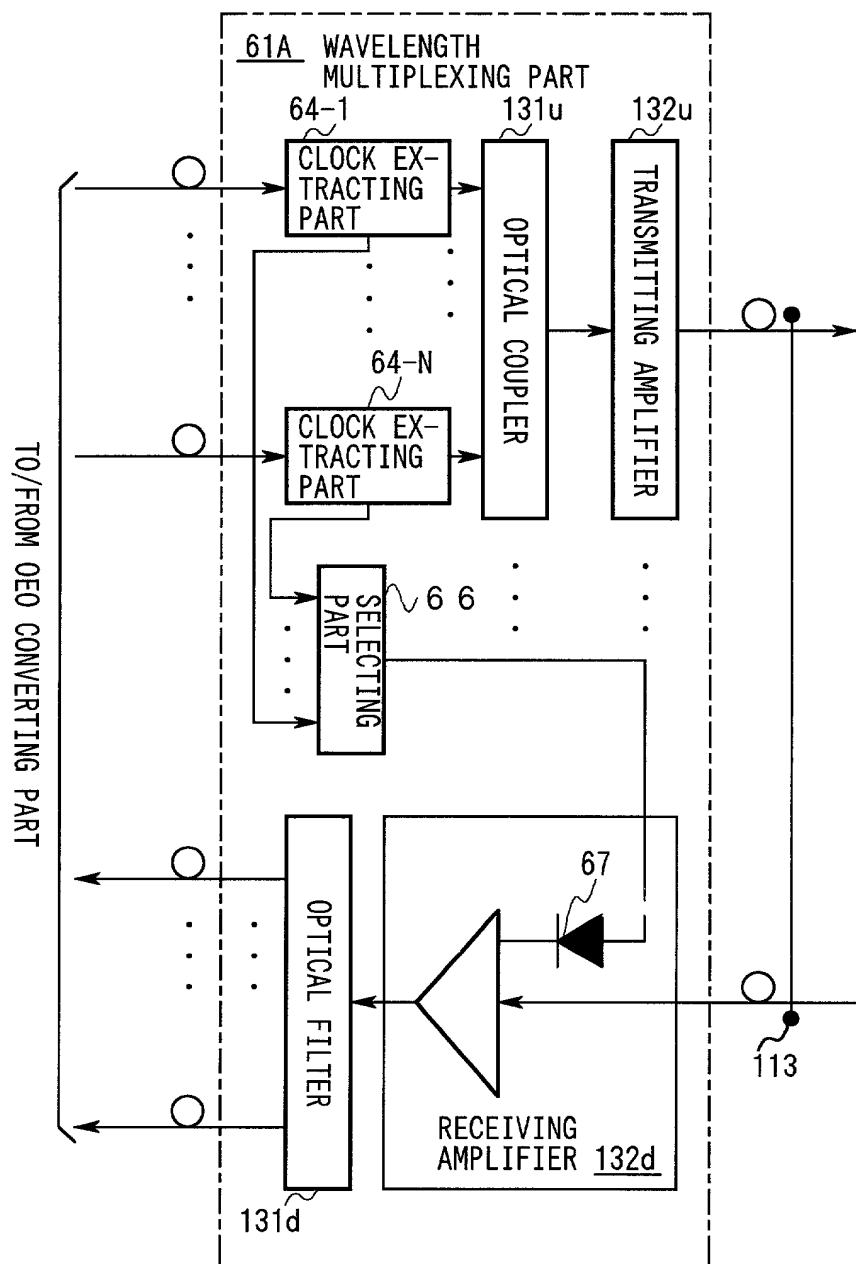 61A WAVELENGTH
MULTIPLEXING PART
64-1
131u
132u
CLOCK EX-
TRACTING
PART
OPTICAL COUPLER
TRANSMITTING AMPLIFIER
64-N
CLOCK EX-
TRACTING
PART
TO/FROM OEO CONVERTING PART
SELECTING
PART
66
67
OPTICAL FILTER
113
RECEIVING
AMPLIFIER 132d
131d